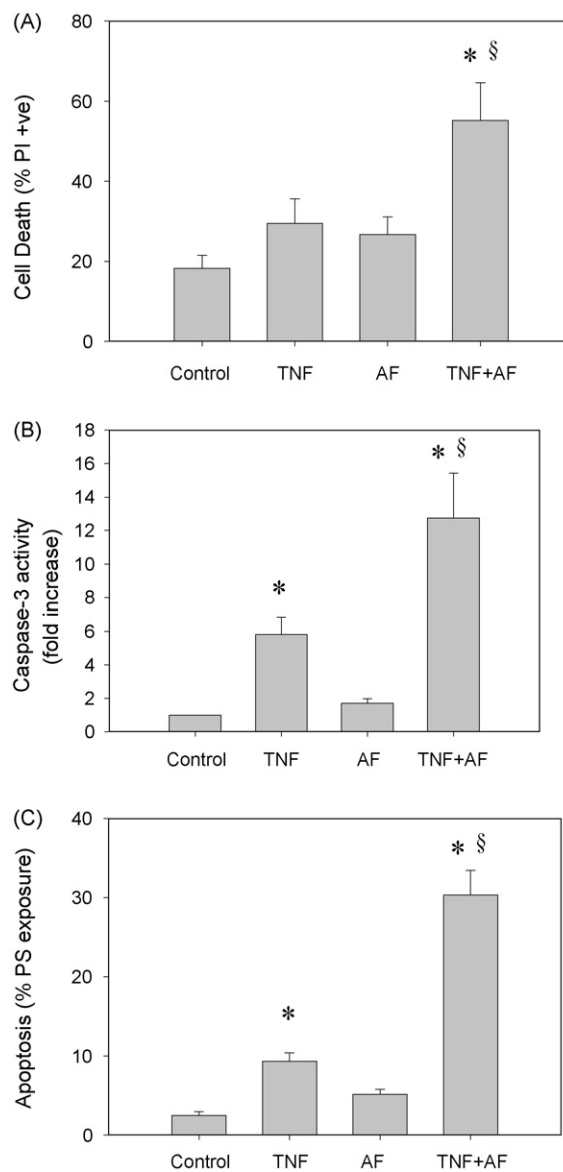 (A)
Cell Death (% PI +ve)
80
60
40
20
0
* §
Control TNF AF TNF+AF
(B)
Caspase-3 activity
(fold increase)
18
16
14
12
10
8
6
4
2
0
*
* §
Control TNF AF TNF+AF
(C)
Apoptosis (% PS exposure)
40
30
20
10
0
*
* §
Control TNF AF TNF+AF